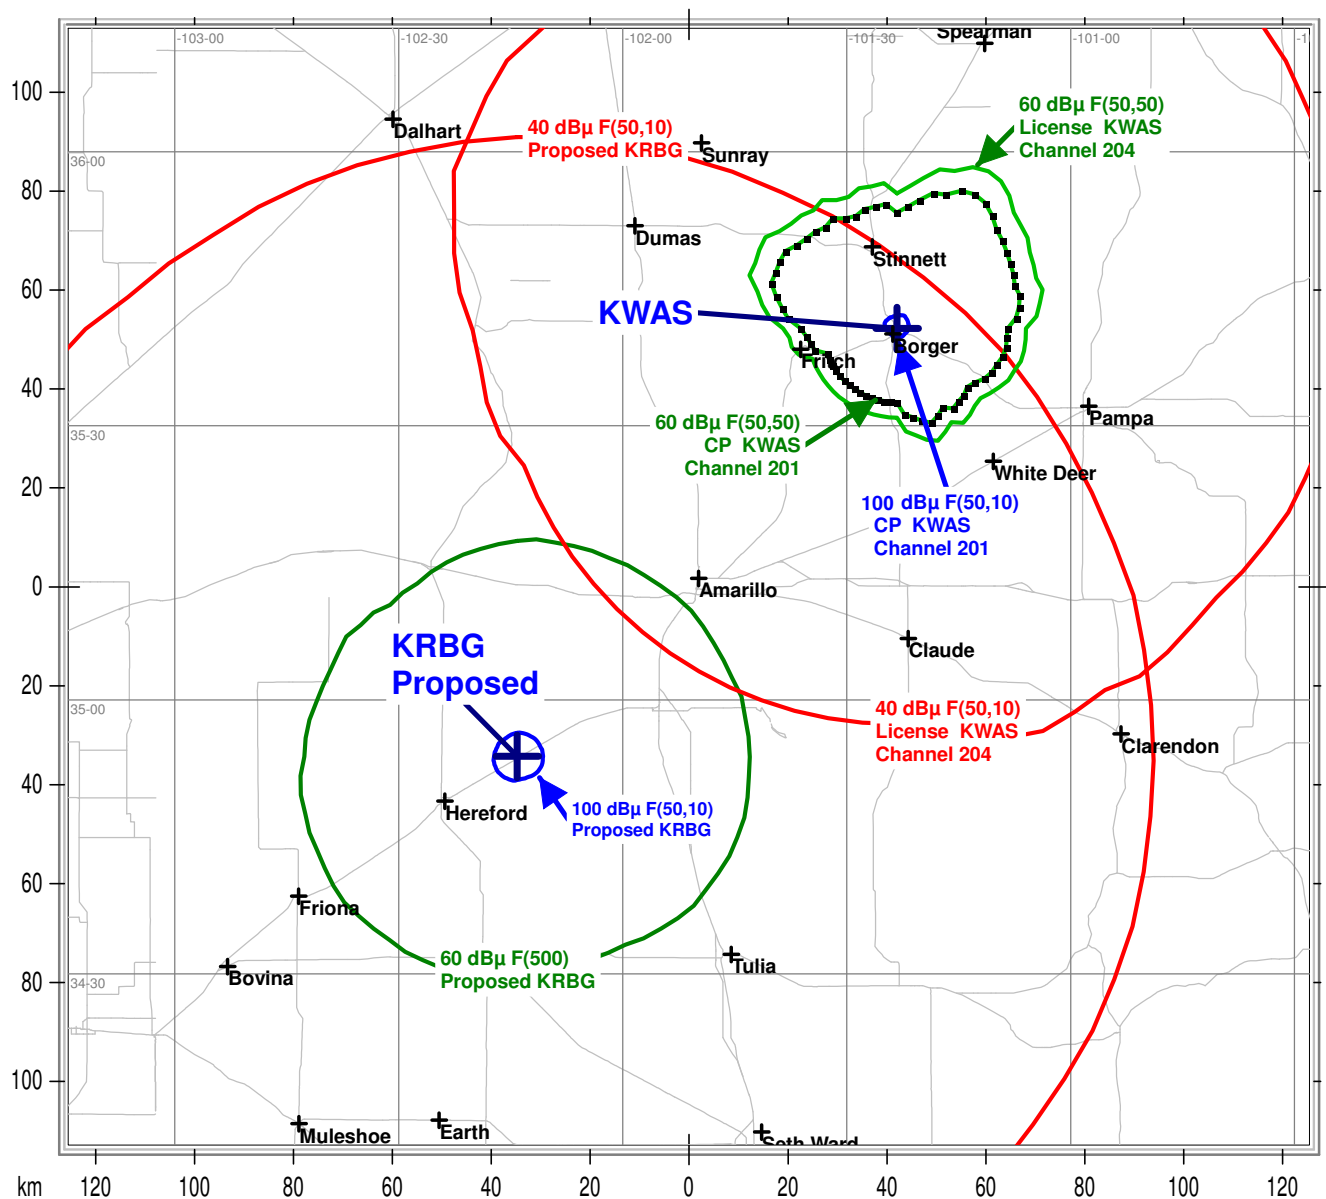 -103-00
-102-30
-102-00
-101-30
Spearman
-101-00
100
60 dBµ F(50,50)
License KWAS
Channel 204
Dalhart
40 dBµ F(50,10)
Proposed KRBG
Sunray
36-00
80
Dumas
Stinnett
60
KWAS
Borger
Fritch
40
60 dBµ F(50,50)
CP KWAS
Channel 201
Pampa
35-30
White Deer
20
100 dBµ F(50,10)
CP KWAS
Channel 201
0
Amarillo
KRBG
Proposed
Claude
20
35-00
40 dBµ F(50,10)
License KWAS
Channel 204
Clarendon
40
Hereford
100 dBµ F(50,10)
Proposed KRBG
60
Friona
60 dBµ F(500)
Proposed KRBG
Tulia
Bovina
80
34-30
100
Muleshoe
Earth
Seth Ward
km 120 100 80 60 40 20 0 20 40 60 80 100 120